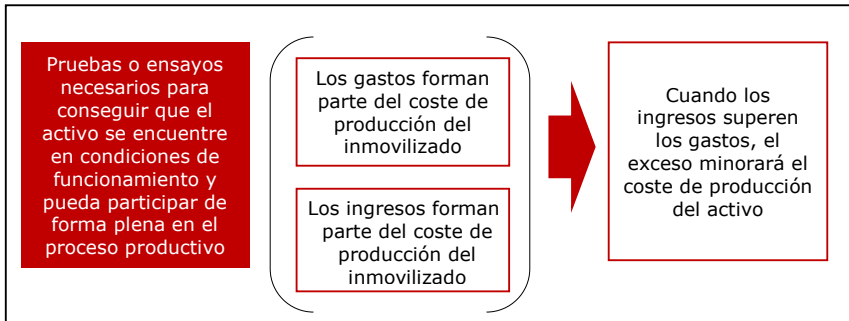 Pruebas o ensayos
necesarios para
conseguir que el
activo se encuentre
en condiciones de
funcionamiento y
pueda participar de
forma plena en el
proceso productivo
Los gastos forman
parte del coste de
producción del
inmovilizado
Los ingresos forman
parte del coste de
producción del
inmovilizado
Cuando los
ingresos superen
los gastos, el
exceso minorará el
coste de producción
del activo